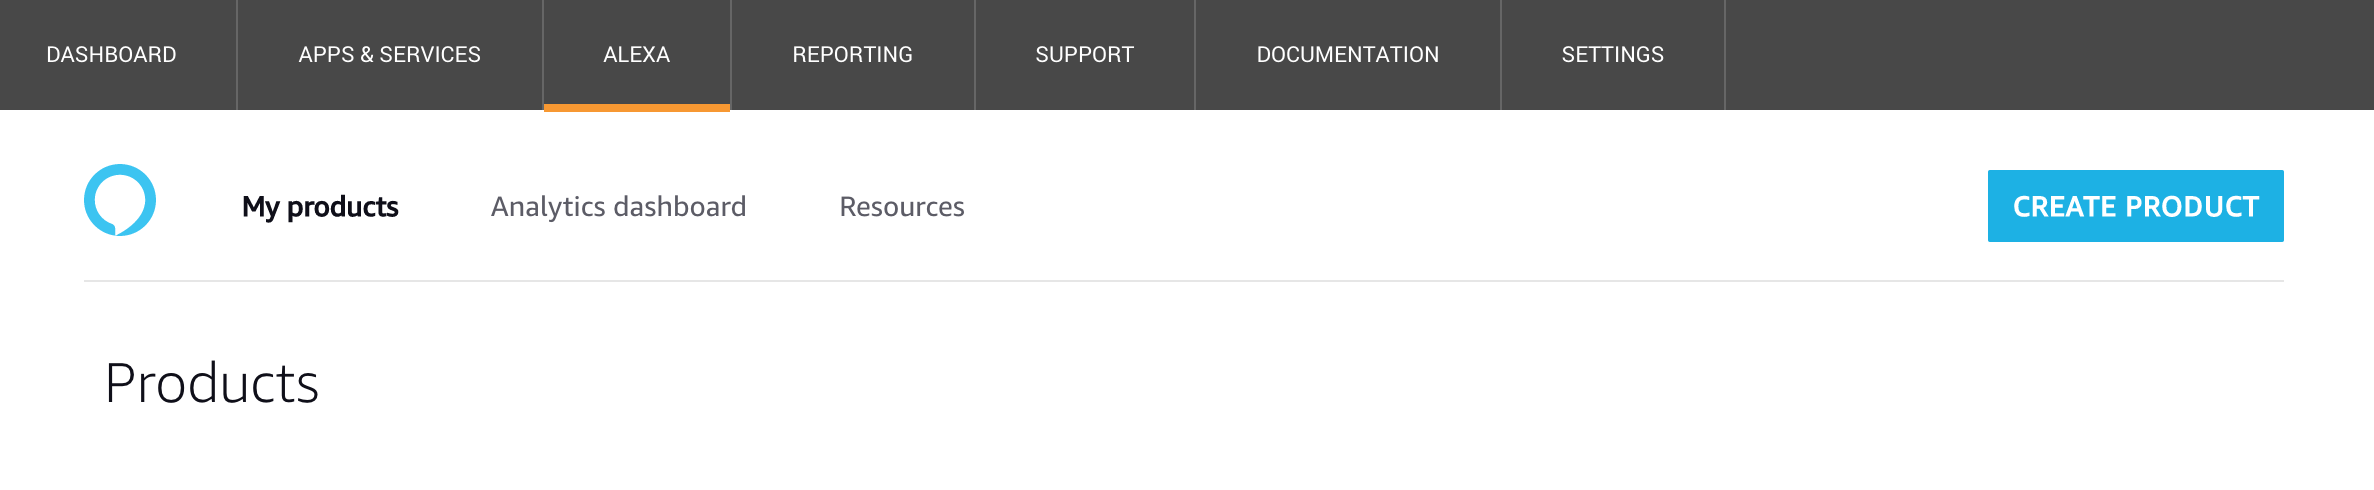 DASHBOARD APPS & SERVICES ALEXA REPORTING SUPPORT DOCUMENTATION SETTINGS
My products Analytics dashboard Resources CREATE PRODUCT
Products